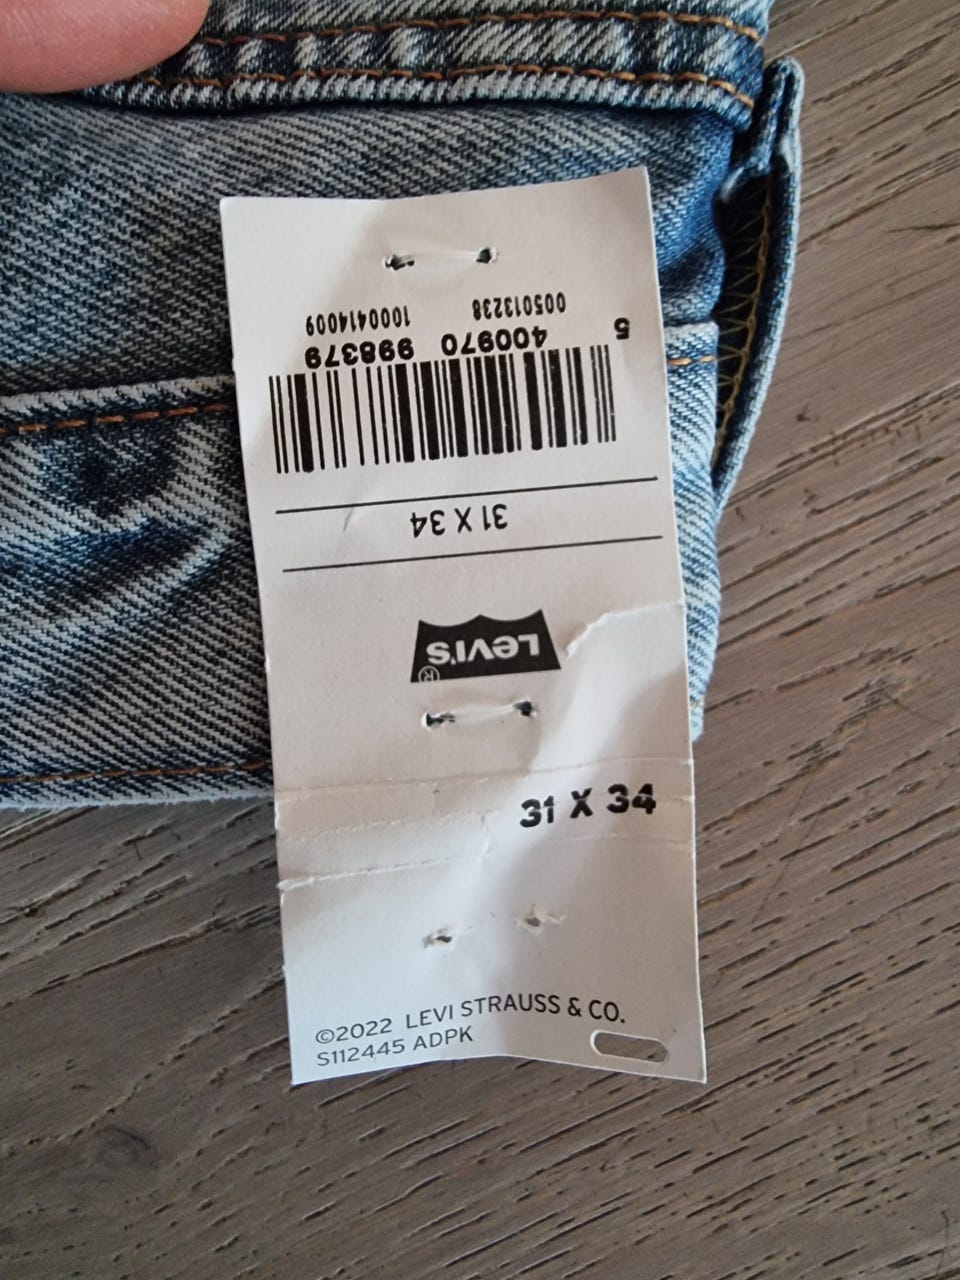 LEVI'S®
31 X 34
5 400970 998379
005013238 1000414009
31 X 34
©2022 LEVI STRAUSS & CO.
S112445 ADPK